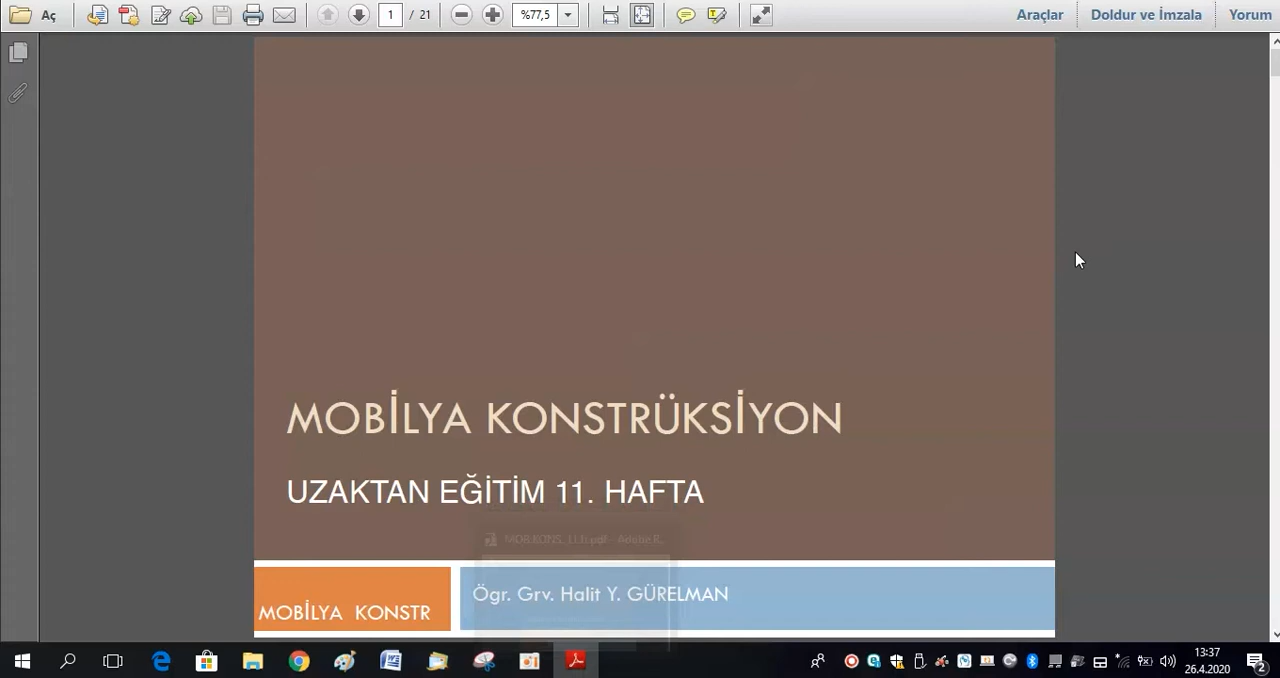 Aç
1 / 21
%77,5
Araçlar
Doldur ve İmzala
Yorum
MOBİLYA KONSTRÜKSİYON
UZAKTAN EĞİTİM 11. HAFTA
Ögr. Grv. Halit Y. GÜRELMAN
MOBİLYA KONSTR
13:37
26.4.2020
2